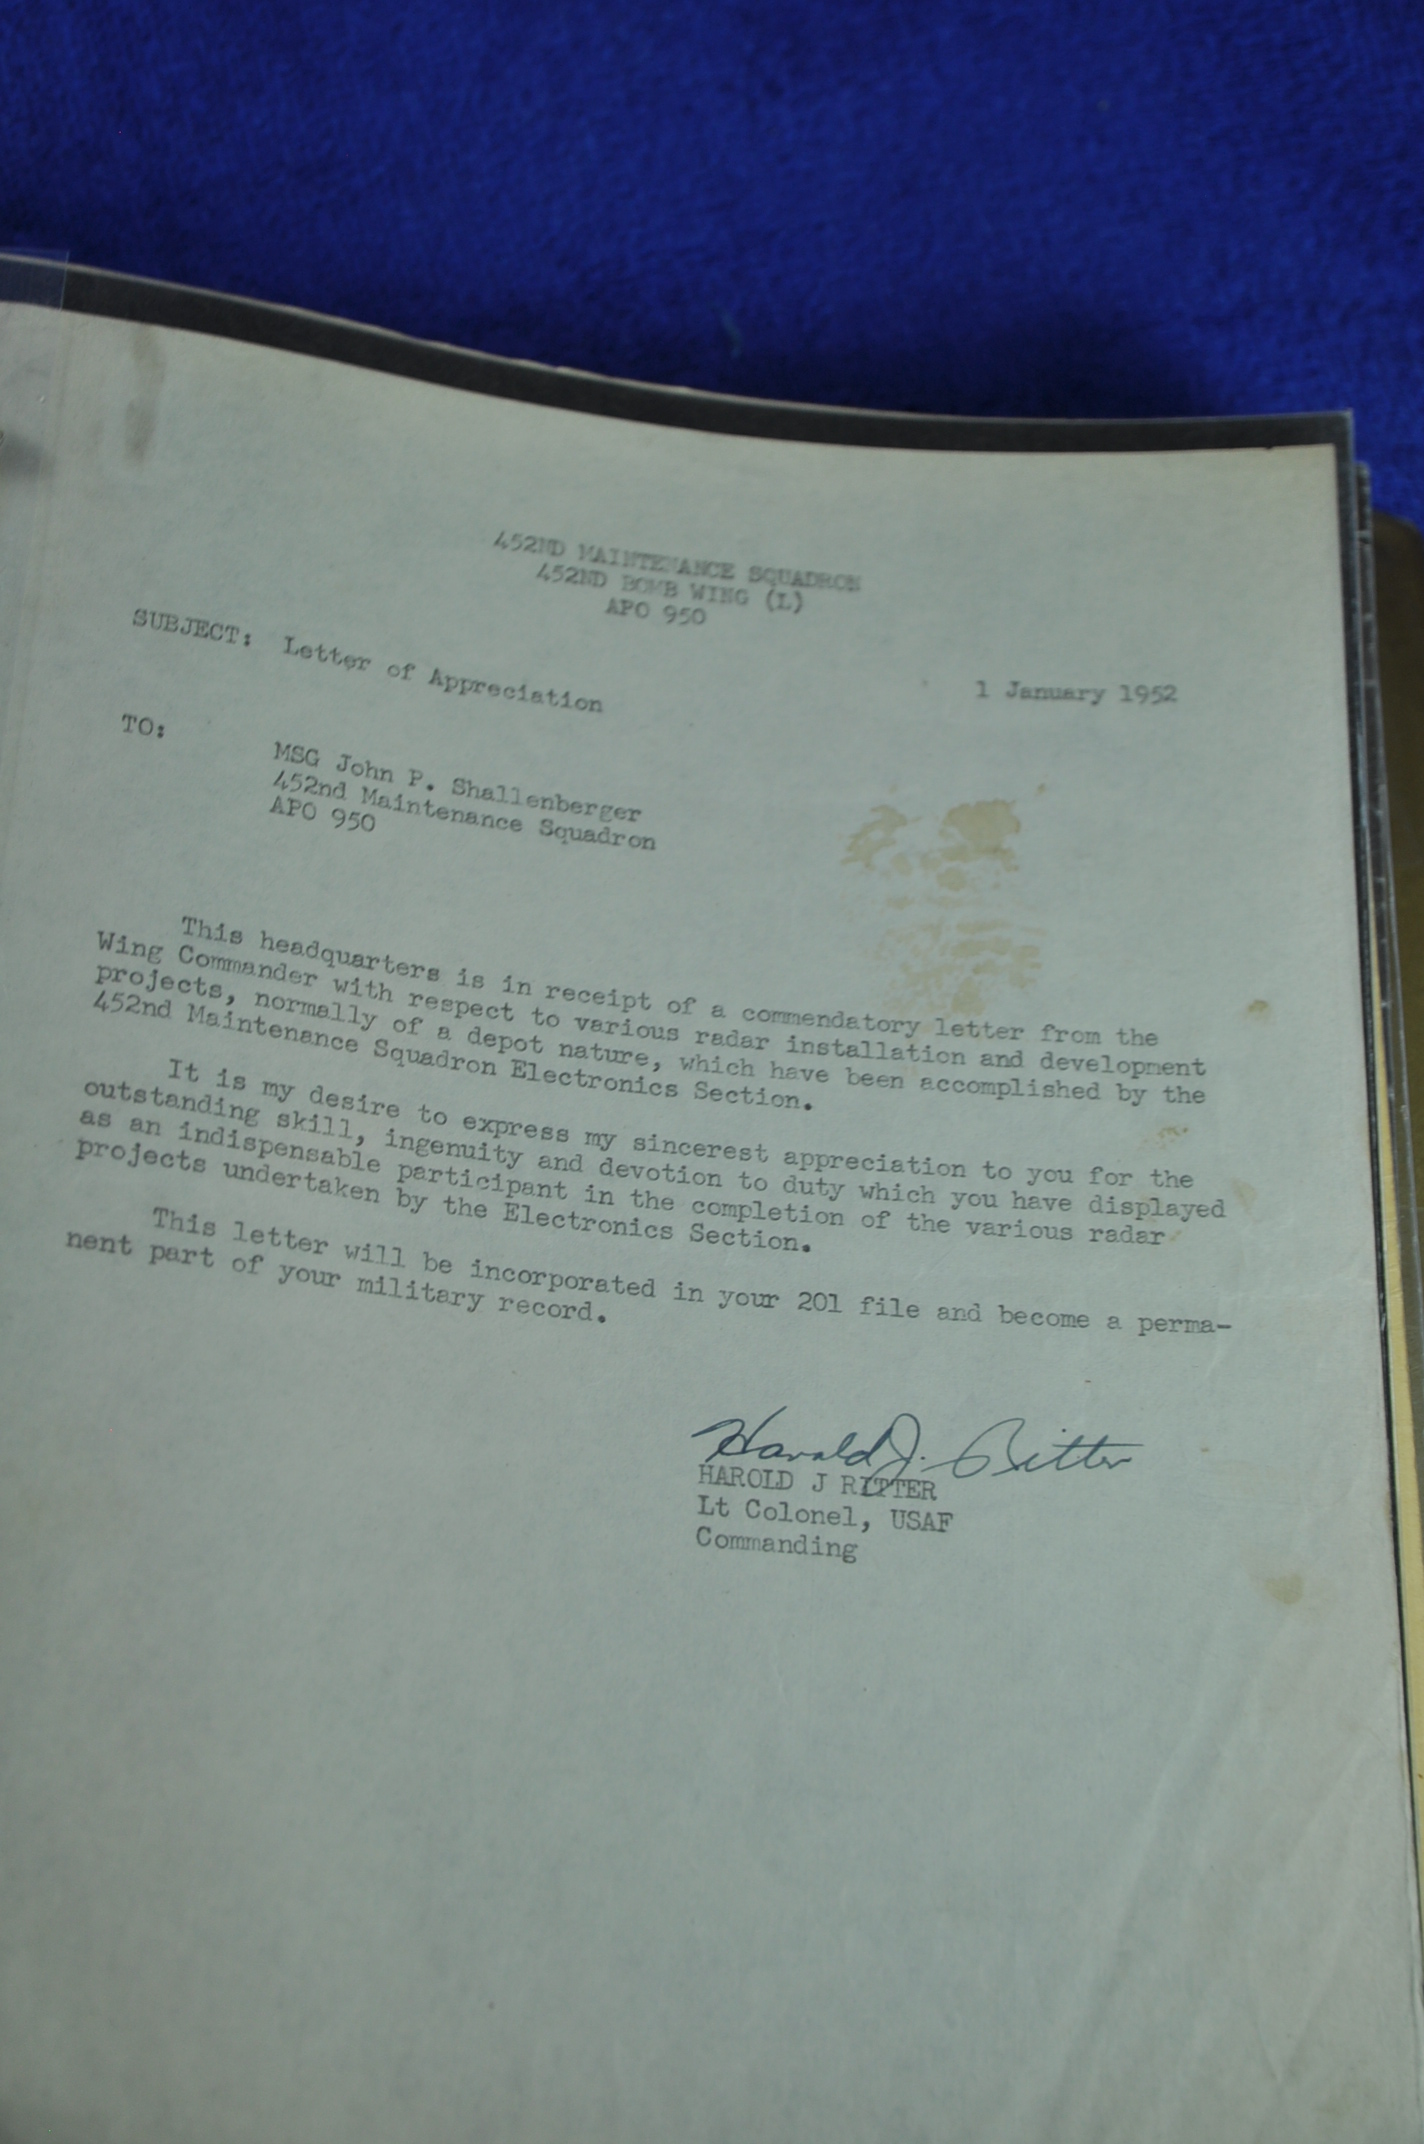 452ND MAINTENANCE SQUADRON
452ND BOMB WING (L)
APO 950
SUBJECT: Letter of Appreciation
1 January 1952
TO:
MSG John P. Shallenberger
452nd Maintenance Squadron
APO 950
This headquarters is in receipt of a commendatory letter from the
Wing Commander with respect to various radar installation and development
projects, normally of a depot nature, which have been accomplished by the
452nd Maintenance Squadron Electronics Section.
It is my desire to express my sincerest appreciation to you for the
outstanding skill, ingenuity and devotion to duty which you have displayed
as an indispensable participant in the completion of the various radar
projects undertaken by the Electronics Section.
This letter will be incorporated in your 201 file and become a perma-
nent part of your military record.
Harold J. Ritter
HAROLD J RITTER
Lt Colonel, USAF
Commanding